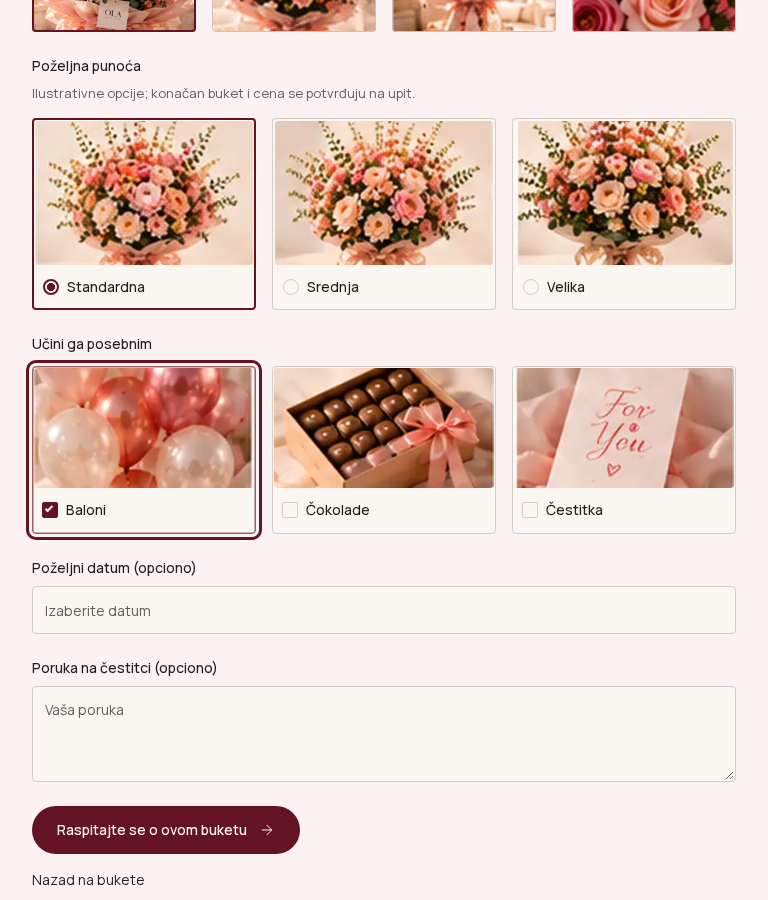 OLA
Poželjna punoća
Ilustrativne opcije; konačan buket i cena se potvrđuju na upit.
Standardna
Srednja
Velika
Učini ga posebnim
For
You
Baloni
Čokolade
Čestitka
Poželjni datum (opciono)
Izaberite datum
Poruka na čestitci (opciono)
Vaša poruka
Raspitajte se o ovom buketu
Nazad na bukete